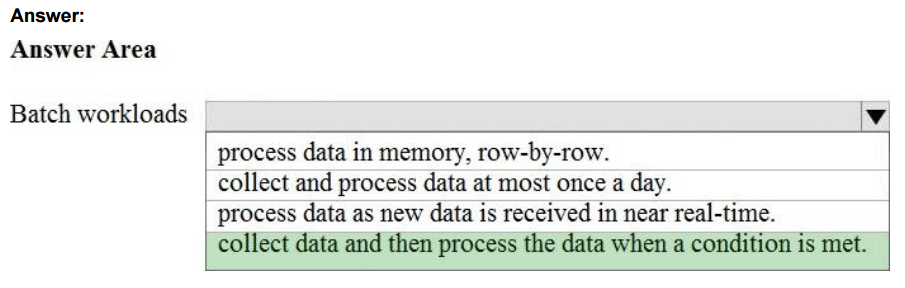 Answer:
Answer Area
Batch workloads
process data in memory, row-by-row.
collect and process data at most once a day.
process data as new data is received in near real-time.
collect data and then process the data when a condition is met.